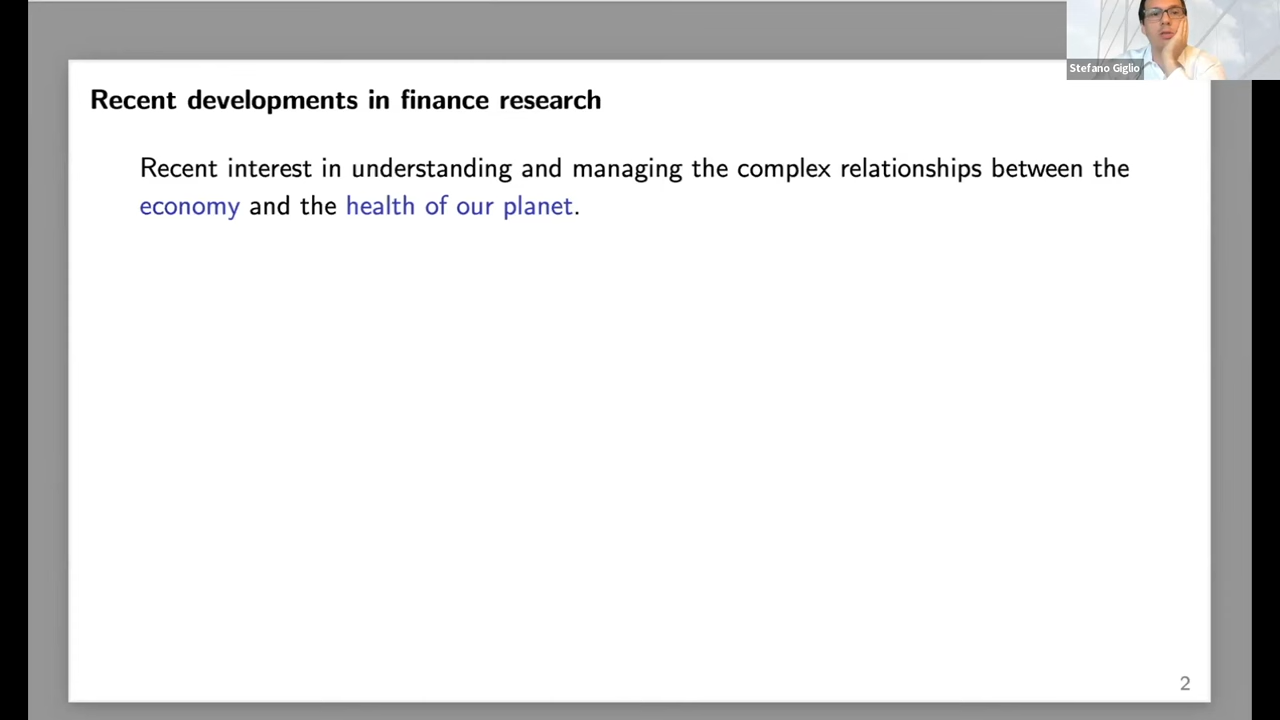 Stefano Giglio
Recent developments in finance research
Recent interest in understanding and managing the complex relationships between the
economy and the health of our planet.
2